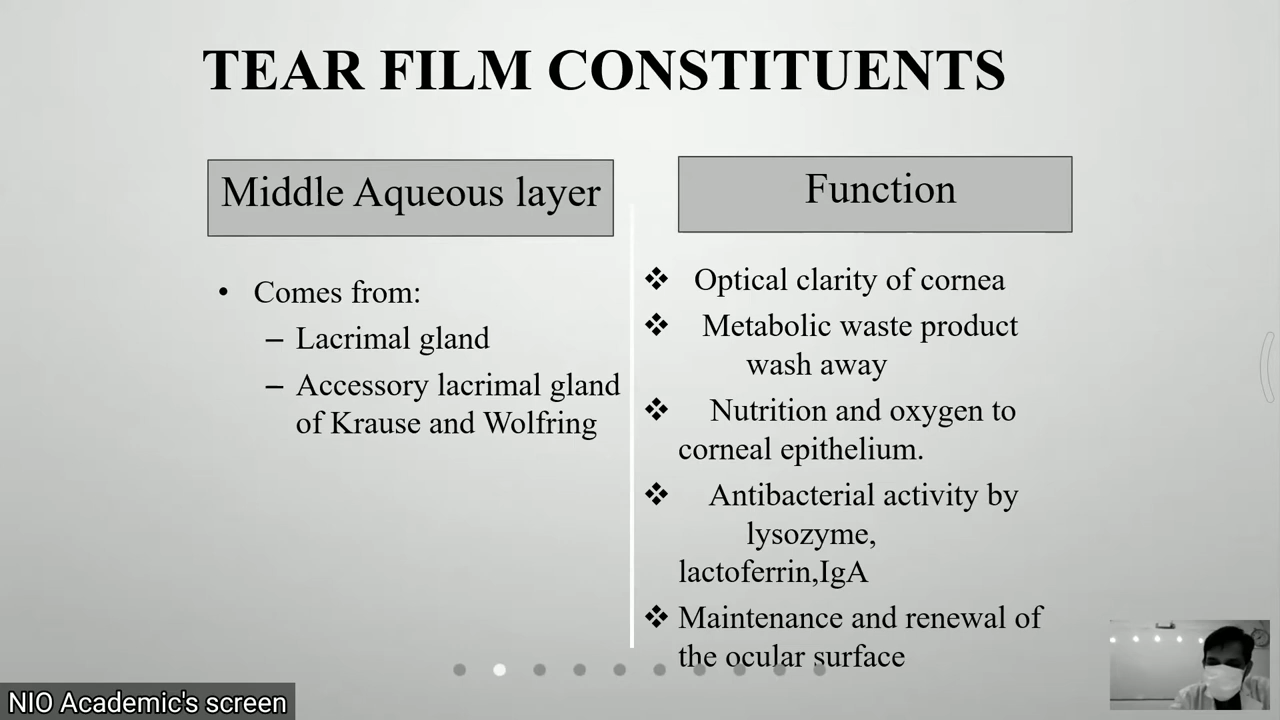 TEAR FILM CONSTITUENTS
Middle Aqueous layer
• Comes from:
– Lacrimal gland
– Accessory lacrimal gland
of Krause and Wolfring
Function
❖ Optical clarity of cornea
❖ Metabolic waste product
wash away
❖ Nutrition and oxygen to
corneal epithelium.
❖ Antibacterial activity by
lysozyme,
lactoferrin,IgA
❖ Maintenance and renewal of
the ocular surface
NIO Academic's screen